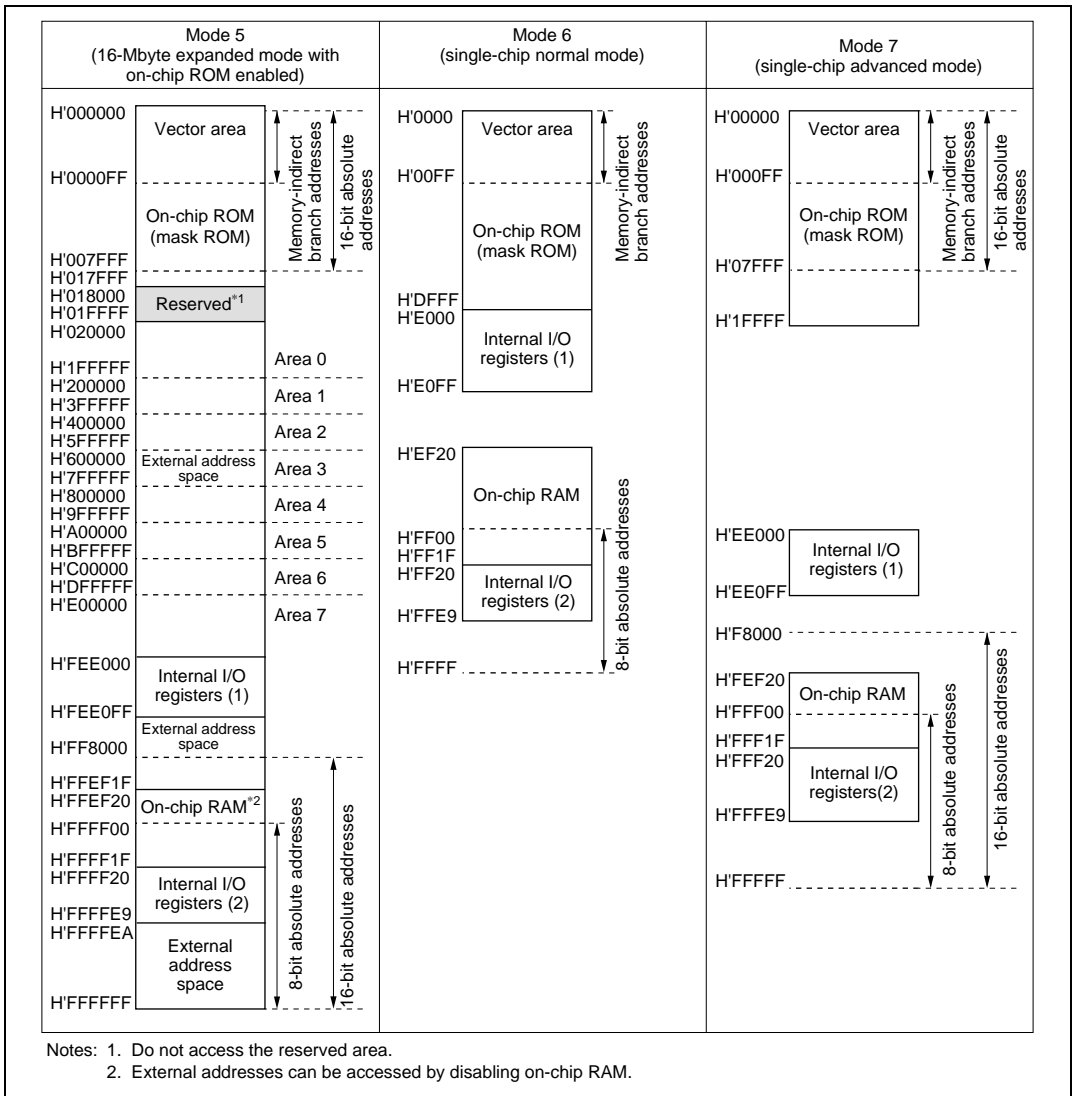 Mode 5
(16-Mbyte expanded mode with
on-chip ROM enabled)
H'000000
Vector area
H'0000FF
On-chip ROM
(mask ROM)
Memory-indirect
branch addresses
16-bit absolute
addresses
H'007FFF
H'017FFF
H'018000
Reserved*1
H'01FFFF
H'020000
Area 0
H'1FFFFF
H'200000
Area 1
H'3FFFFF
H'400000
Area 2
H'5FFFFF
H'600000
External address
space
Area 3
H'7FFFFF
H'800000
Area 4
H'9FFFFF
H'A00000
Area 5
H'BFFFFF
H'C00000
Area 6
H'DFFFFF
H'E00000
Area 7
H'FEE000
Internal I/O
registers (1)
H'FEE0FF
External address
space
H'FF8000
H'FFEF1F
H'FFEF20
On-chip RAM*2
H'FFFF00
H'FFFF1F
H'FFFF20
Internal I/O
registers (2)
H'FFFFE9
H'FFFFEA
External
address
space
H'FFFFFF
8-bit absolute addresses
16-bit absolute addresses
Mode 6
(single-chip normal mode)
H'0000
Vector area
H'00FF
On-chip ROM
(mask ROM)
Memory-indirect
branch addresses
H'DFFF
H'E000
Internal I/O
registers (1)
H'E0FF
H'EF20
On-chip RAM
H'FF00
H'FF1F
H'FF20
Internal I/O
registers (2)
H'FFE9
H'FFFF
8-bit absolute addresses
Mode 7
(single-chip advanced mode)
H'00000
Vector area
H'000FF
On-chip ROM
(mask ROM)
Memory-indirect
branch addresses
16-bit absolute
addresses
H'07FFF
H'1FFFF
H'EE000
Internal I/O
registers (1)
H'EE0FF
H'F8000
H'FEF20
On-chip RAM
H'FFF00
H'FFF1F
H'FFF20
Internal I/O
registers(2)
H'FFFE9
H'FFFFF
8-bit absolute addresses
16-bit absolute addresses
Notes: 1. Do not access the reserved area.
2. External addresses can be accessed by disabling on-chip RAM.